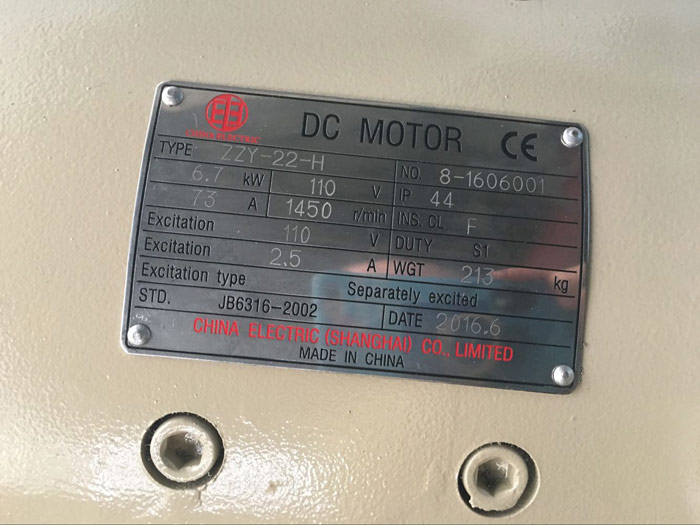 CHINA ELECTRIC
DC MOTOR CE
TYPE ZZY-22-H NO. 8-1606001
6.7 kW 110 V IP 44
73 A 1450 r/min INS. CL F
Excitation 110 V DUTY S1
Excitation 2.5 A WGT 213 kg
Excitation type Separately excited
STD. JB6316-2002 DATE 2016.6
CHINA ELECTRIC (SHANGHAI) CO., LIMITED
MADE IN CHINA